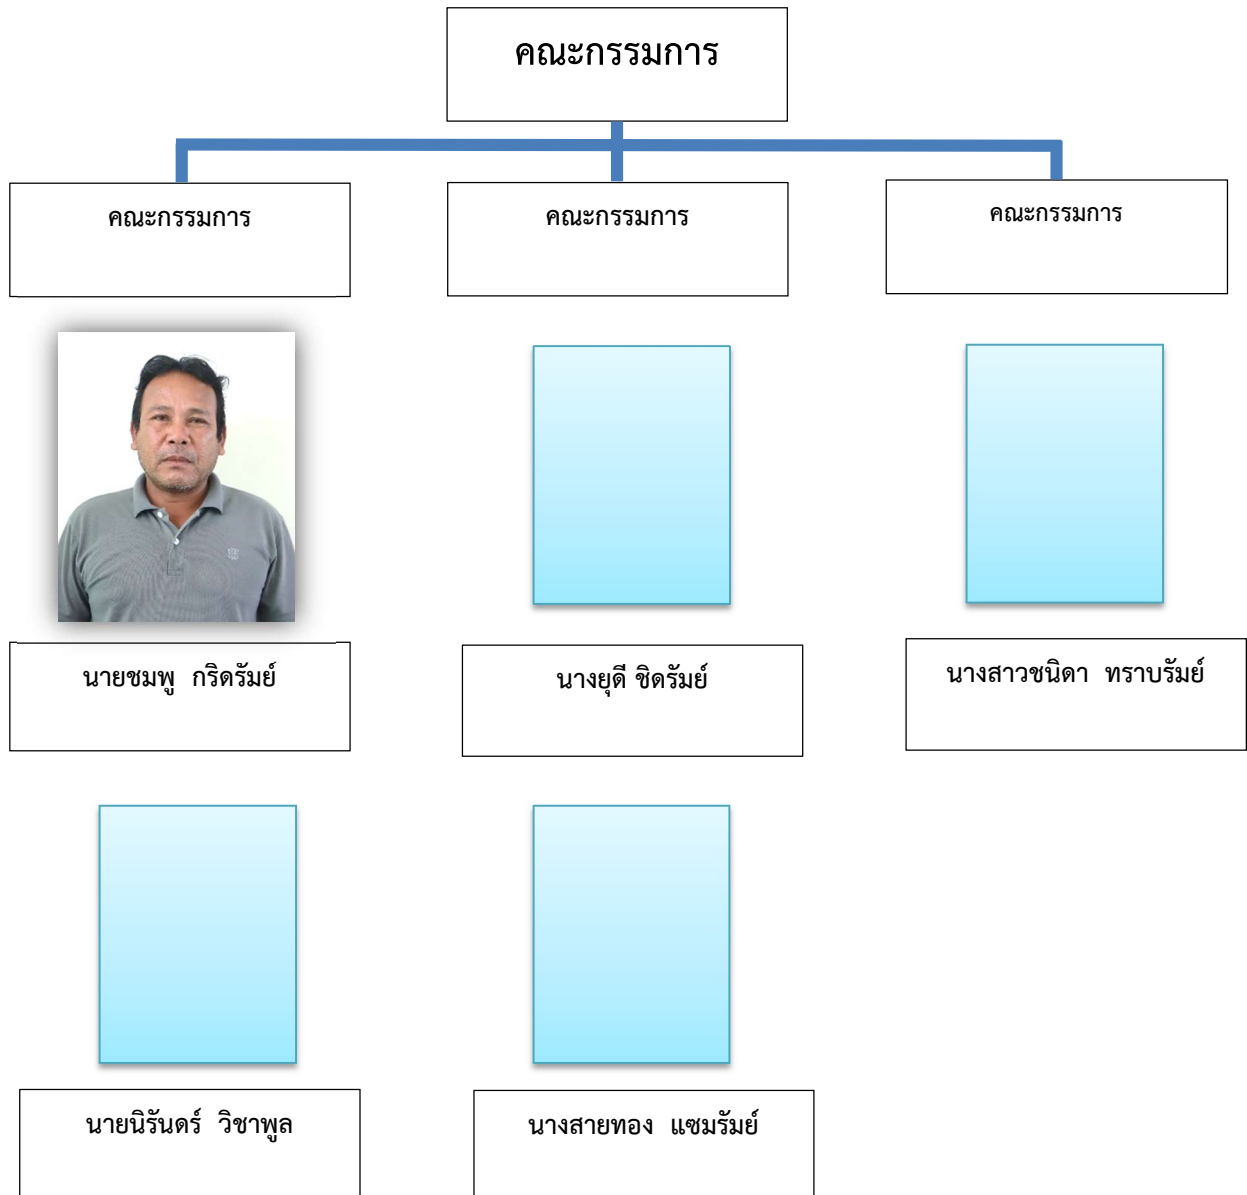 คณะกรรมการ
คณะกรรมการ
คณะกรรมการ
คณะกรรมการ
นายชมพู กริดรัมย์
นางยุดี ชิดรัมย์
นางสาวชนิดา ทราบรัมย์
นายนิรันดร์ วิชาพูล
นางสายทอง แซมรัมย์